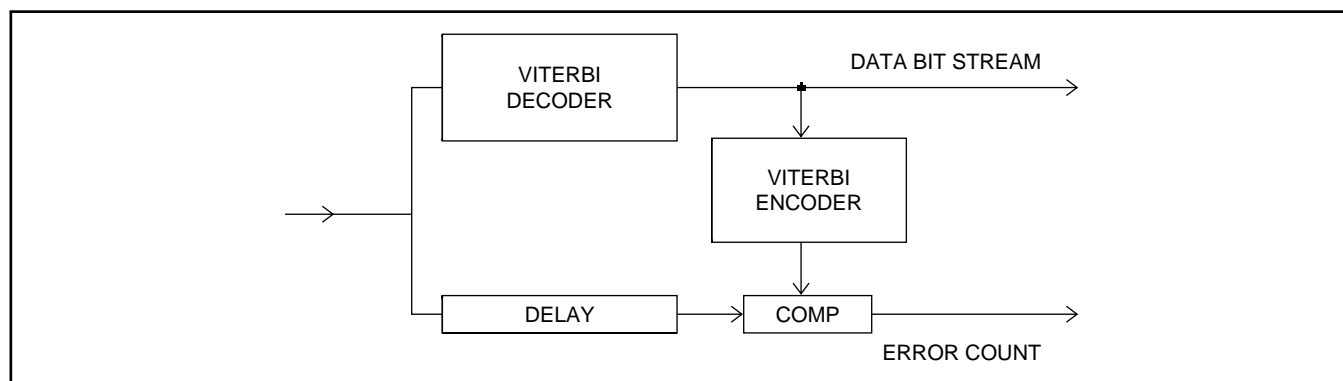 VITERBI
DECODER
DATA BIT STREAM
VITERBI
ENCODER
DELAY
COMP
ERROR COUNT